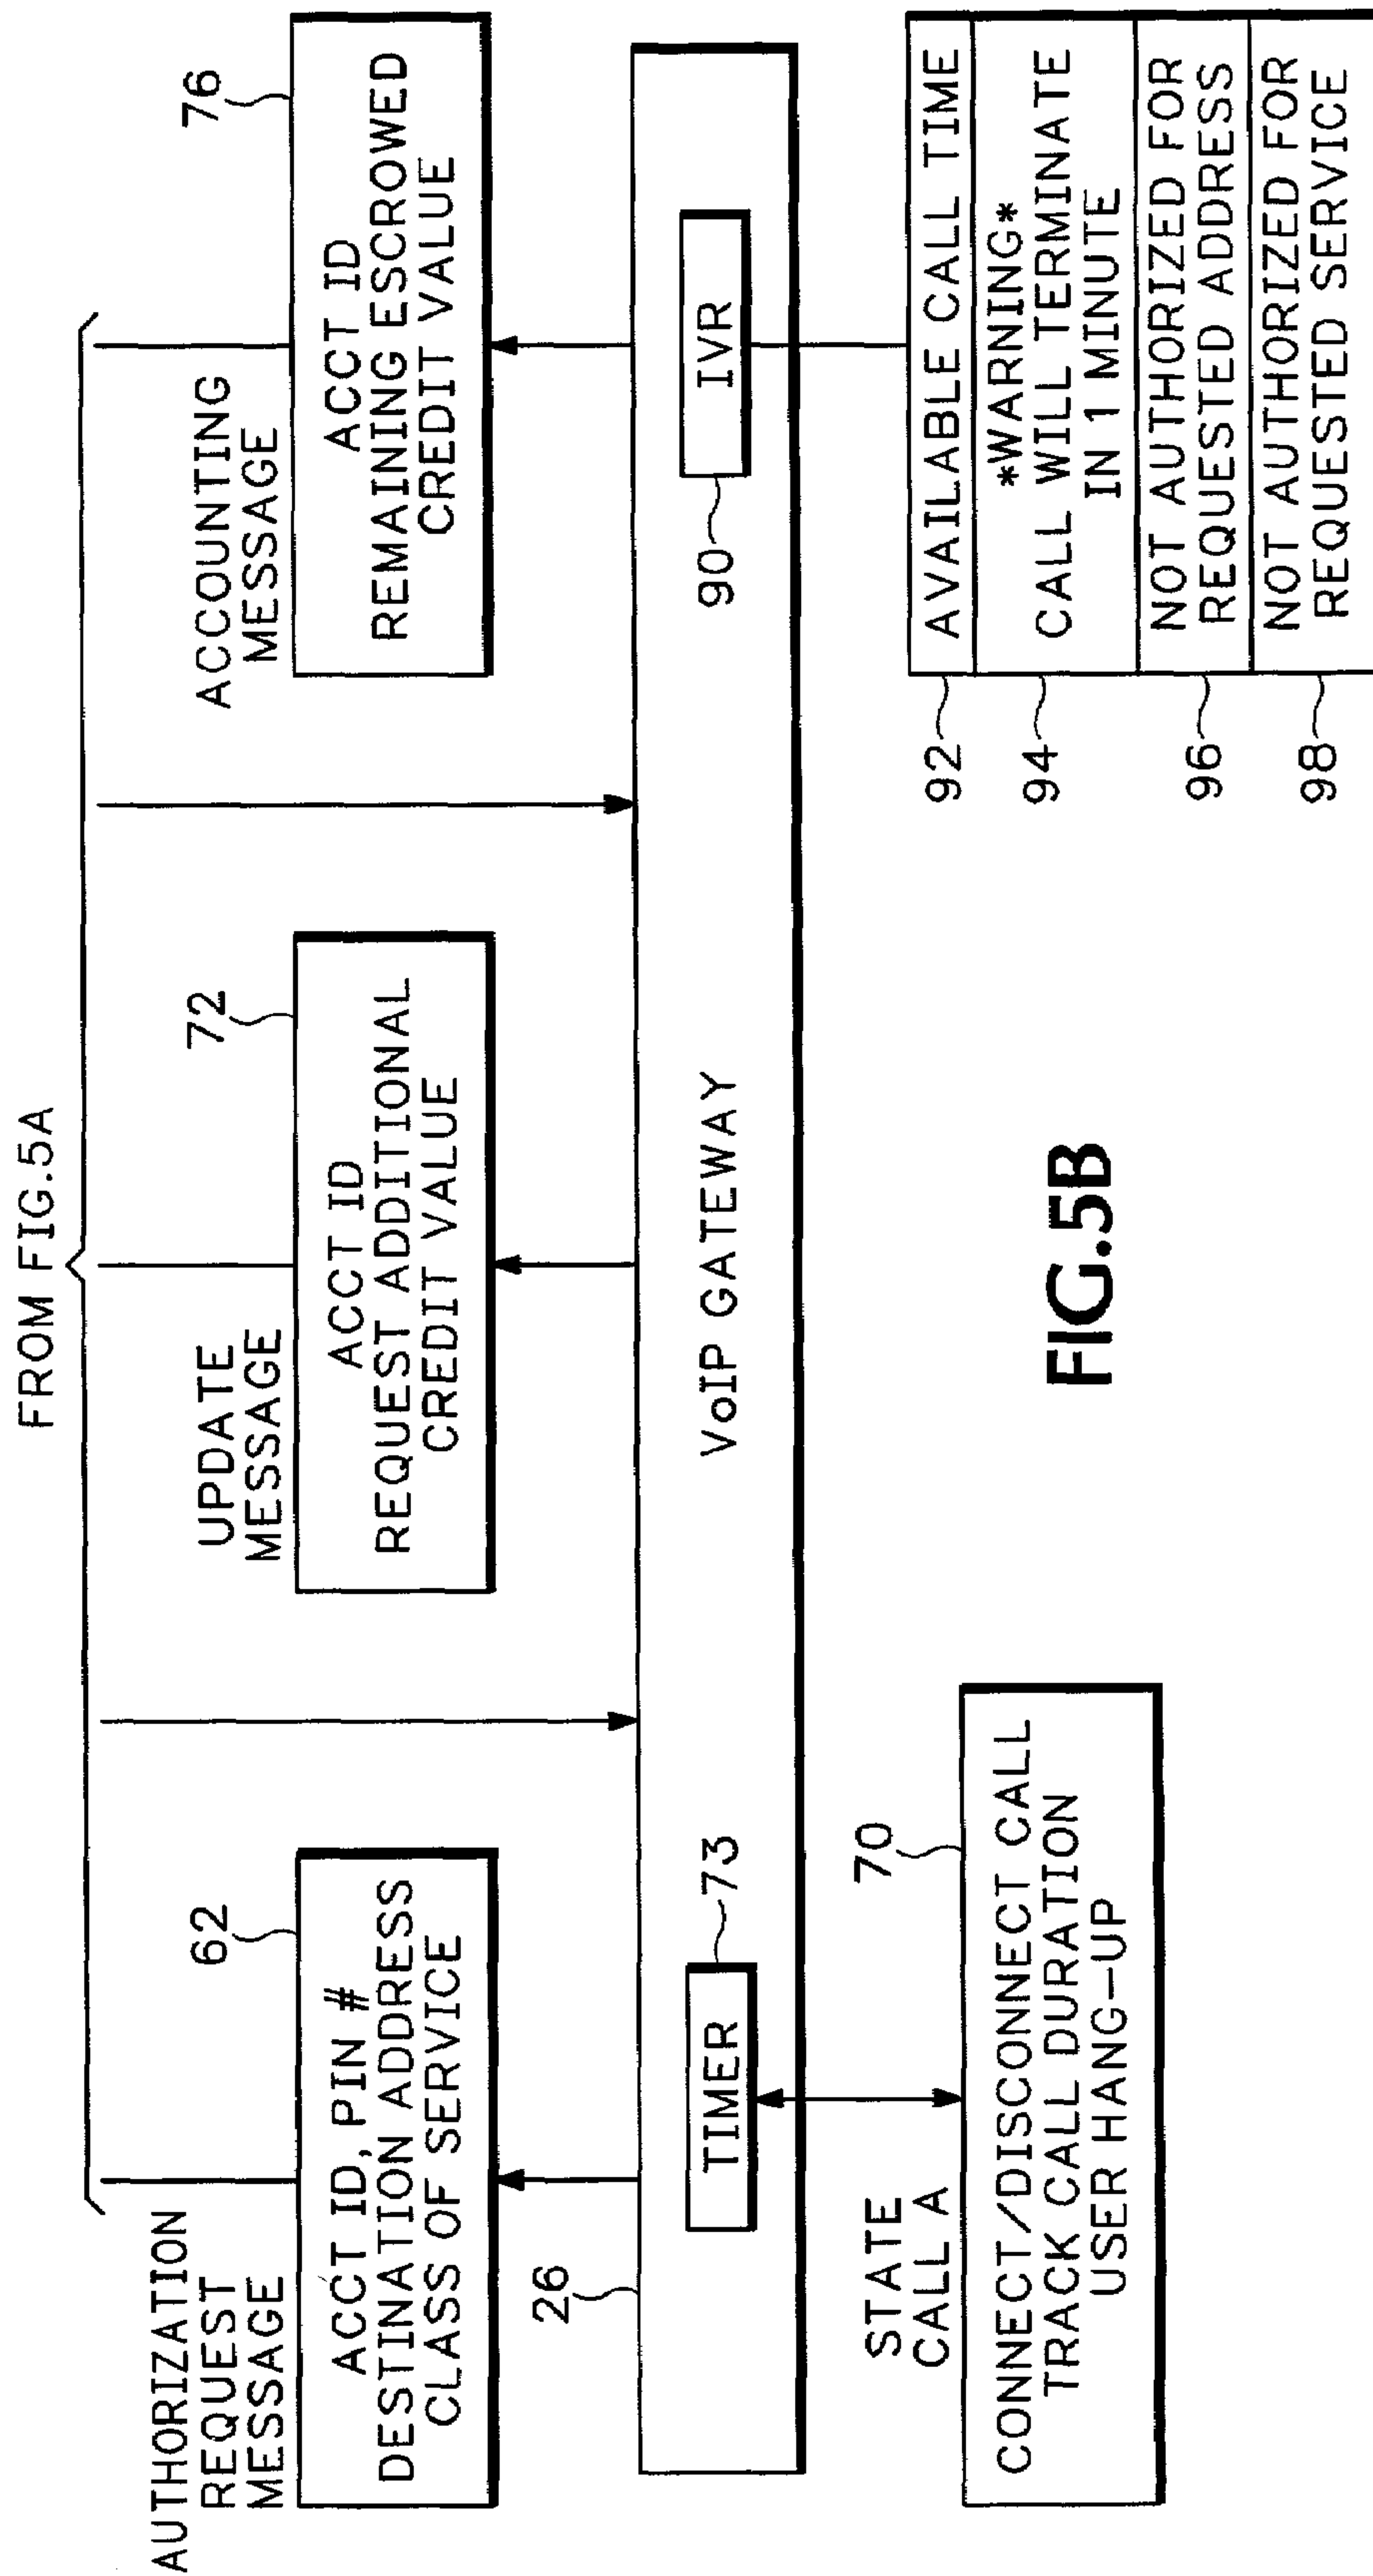 FROM FIG.5A
AUTHORIZATION
REQUEST
MESSAGE
62
ACCT ID, PIN #
DESTINATION ADDRESS
CLASS OF SERVICE
UPDATE
MESSAGE
72
ACCT ID
REQUEST ADDITIONAL
CREDIT VALUE
ACCOUNTING
MESSAGE
76
ACCT ID
REMAINING ESCROWED
CREDIT VALUE
26
TIMER
73
VoIP GATEWAY
90
IVR
STATE
CALL A
70
CONNECT/DISCONNECT CALL
TRACK CALL DURATION
USER HANG-UP
92
AVAILABLE CALL TIME
94
*WARNING*
CALL WILL TERMINATE
IN 1 MINUTE
96
NOT AUTHORIZED FOR
REQUESTED ADDRESS
98
NOT AUTHORIZED FOR
REQUESTED SERVICE
FIG.5B